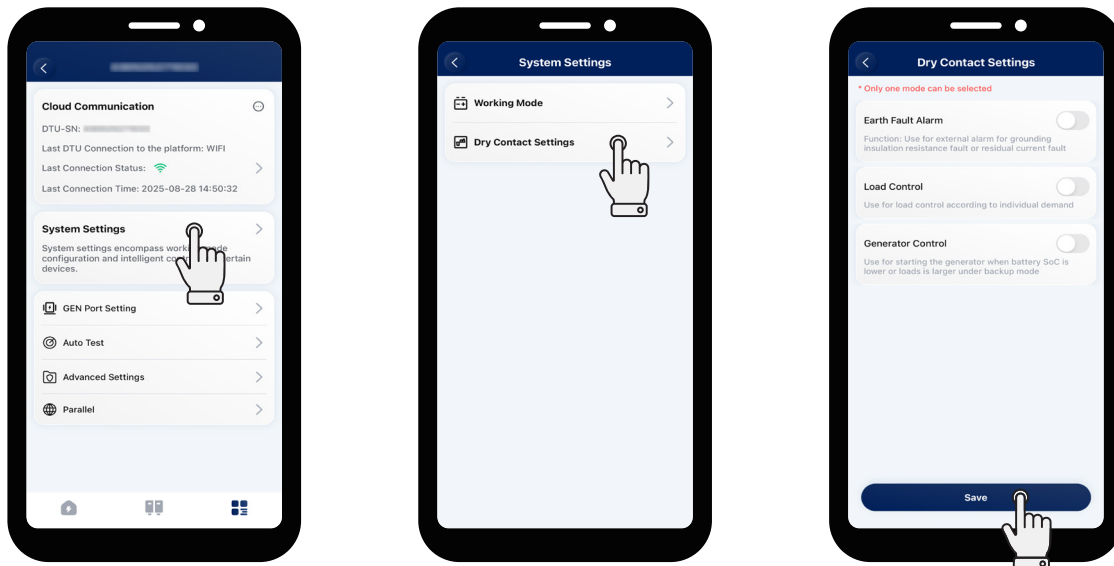 Cloud Communication
DTU-SN:
Last DTU Connection to the platform: WIFI
Last Connection Status:
Last Connection Time: 2025-08-28 14:50:32
System Settings
System settings encompass mode
configuration and intelligent
devices.
GEN Port Setting
Auto Test
Advanced Settings
Parallel
System Settings
Working Mode
Dry Contact Settings
Dry Contact Settings
* Only one mode can be selected
Earth Fault Alarm
Function: Use for external alarm for grounding
insulation resistance fault or residual current fault
Load Control
Use for load control according to individual demand
Generator Control
Use for starting the generator when battery SoC is
lower or loads is larger under backup mode
Save